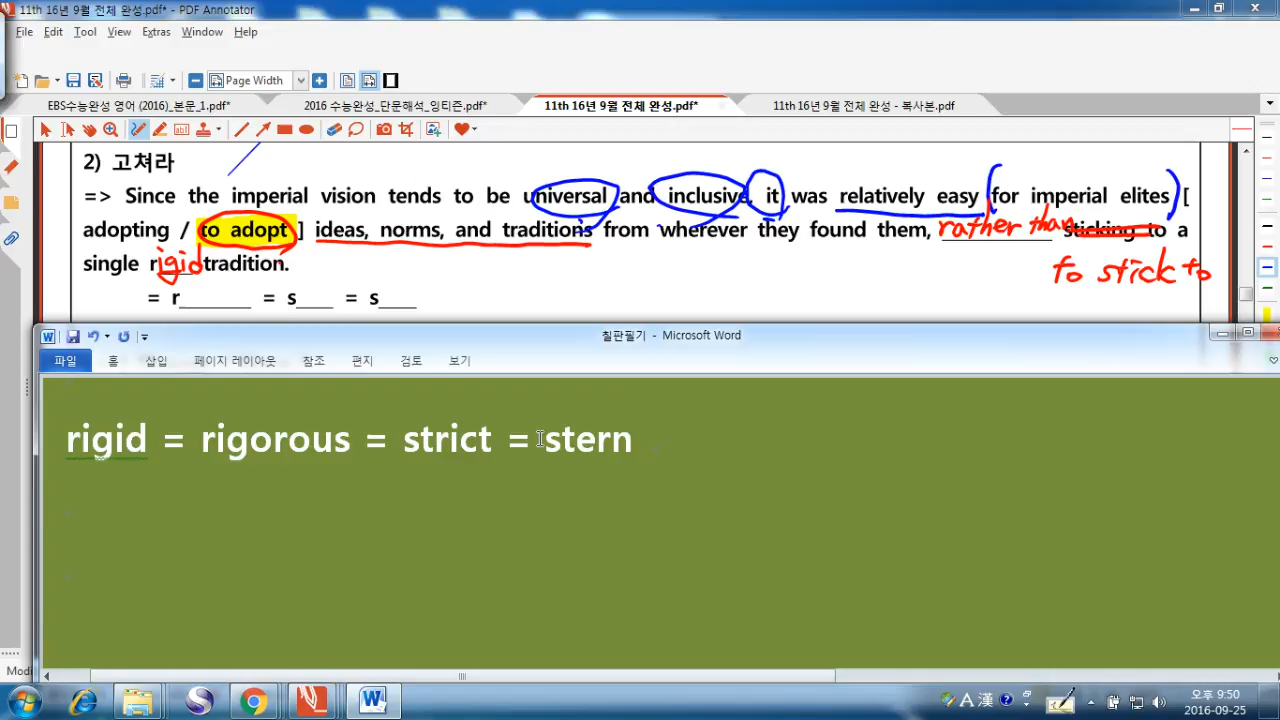 11th 16년 9월 전체 완성.pdf* - PDF Annotator
File Edit Tool View Extras Window Help
Page Width
EBS수능완성 영어 (2016)_본문_1.pdf* 2016 수능완성_단문해석_잉티즌.pdf* 11th 16년 9월 전체 완성.pdf* 11th 16년 9월 전체 완성 - 복사본.pdf
2) 고쳐라
=> Since the imperial vision tends to be universal and inclusive, it was relatively easy (for imperial elites) [
adopting / to adopt ] ideas, norms, and traditions from wherever they found them, rather than sticking to a
single rigid tradition. to stick to
= r______ = s____ = s____
칠판필기 - Microsoft Word
파일 홈 삽입 페이지 레이아웃 참조 편지 검토 보기
rigid = rigorous = strict = stern
Modi
A 漢
오후 9:50
2016-09-25